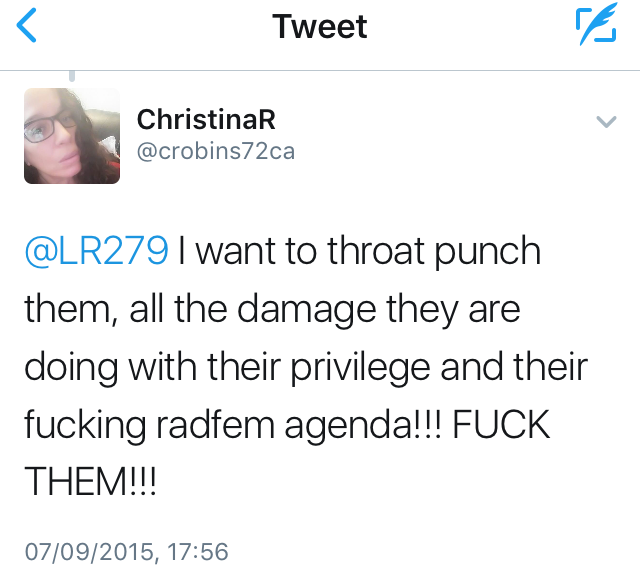 Tweet
ChristinaR
@crobins72ca
@LR279 I want to throat punch
them, all the damage they are
doing with their privilege and their
fucking radfem agenda!!! FUCK
THEM!!!
07/09/2015, 17:56